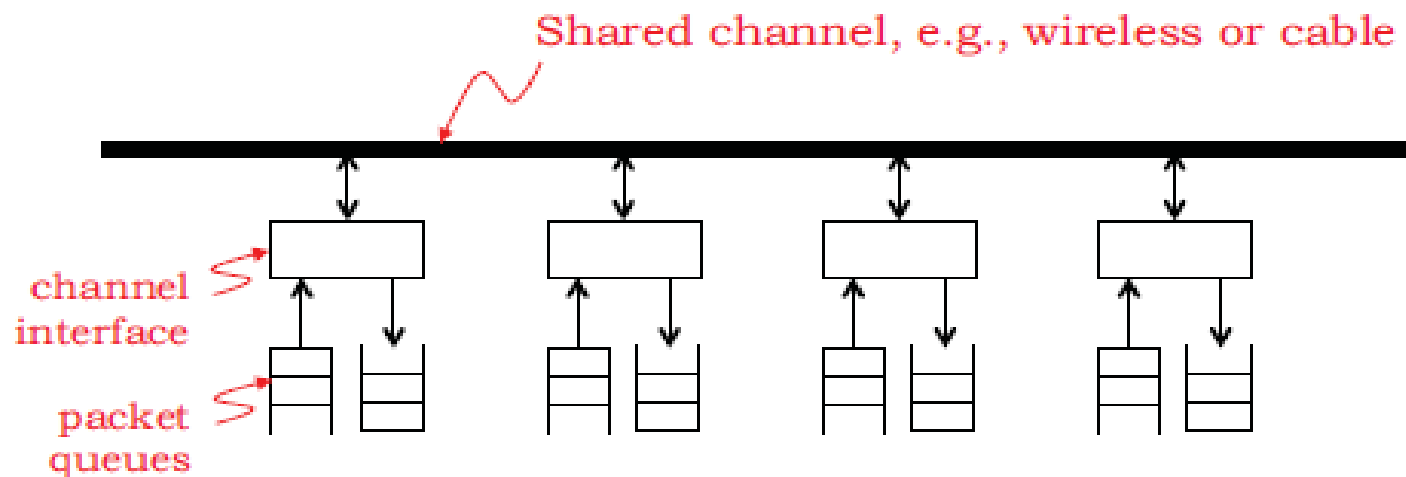 Shared channel, e.g., wireless or cable
channel
interface
packet
queues